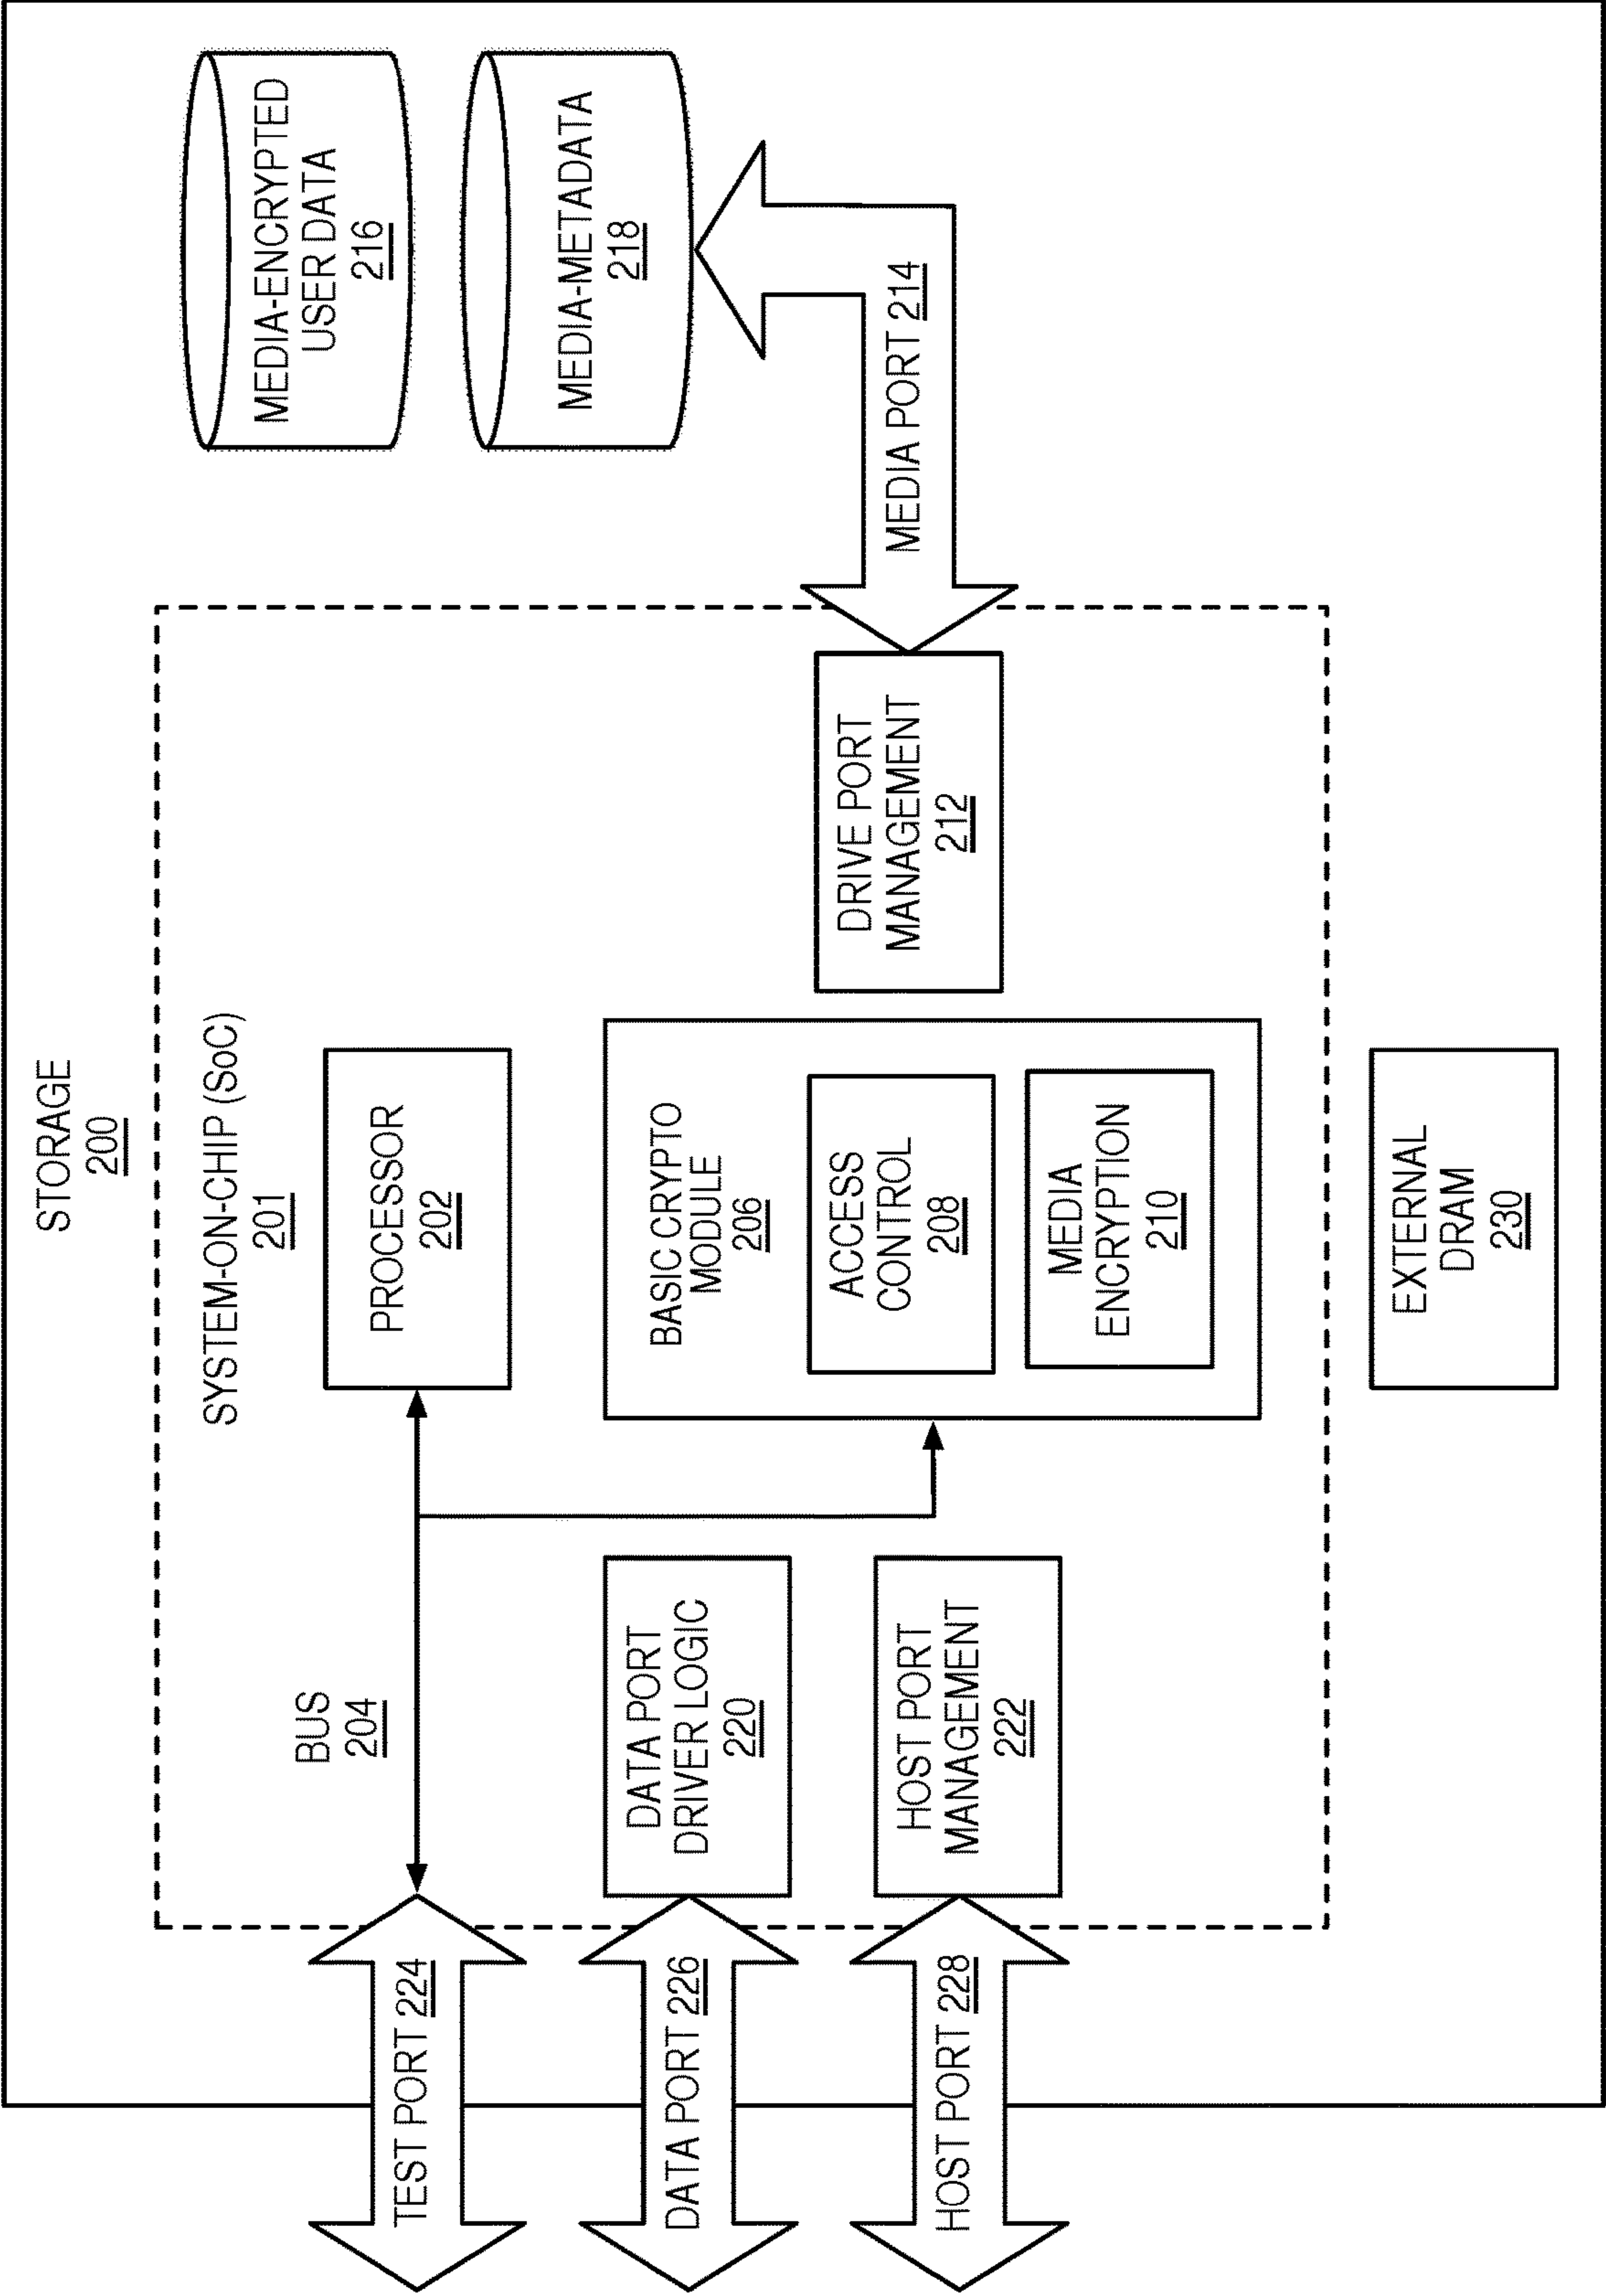 STORAGE
200
SYSTEM-ON-CHIP (SoC)
201
PROCESSOR
202
BUS
204
TEST PORT 224
DATA PORT 226
HOST PORT 228
DATA PORT
DRIVER LOGIC
220
HOST PORT
MANAGEMENT
222
BASIC CRYPTO
MODULE
206
ACCESS
CONTROL
208
MEDIA
ENCRYPTION
210
DRIVE PORT
MANAGEMENT
212
MEDIA PORT 214
MEDIA-ENCRYPTED
USER DATA
216
MEDIA-METADATA
218
EXTERNAL
DRAM
230